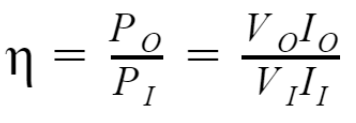 η = P_O / P_I = V_O I_O / V_I I_I